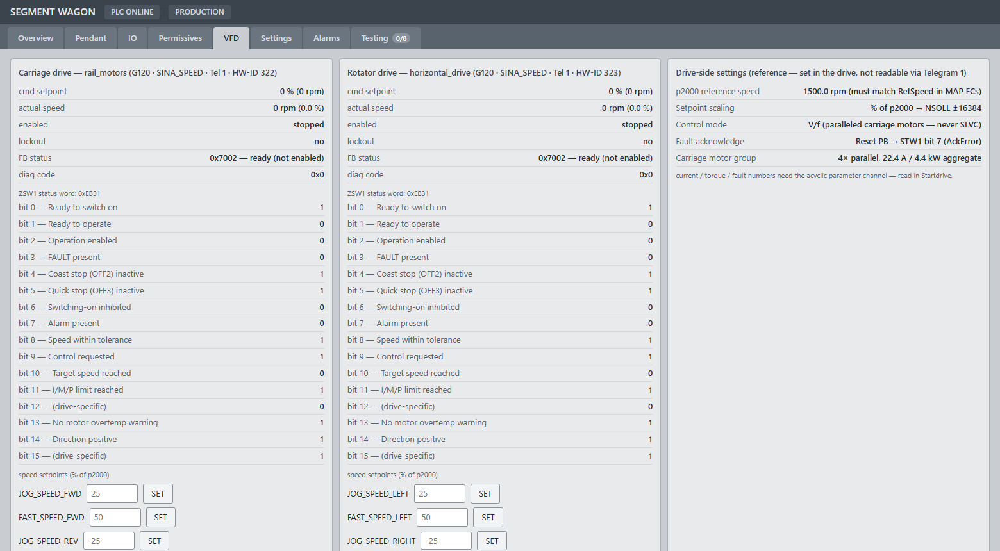 SEGMENT WAGON PLC ONLINE PRODUCTION
Overview Pendant IO Permissives VFD Settings Alarms Testing 0/8
Carriage drive — rail_motors (G120 · SINA_SPEED · Tel 1 · HW-ID 322)
cmd setpoint 0 % (0 rpm)
actual speed 0 rpm (0.0 %)
enabled stopped
lockout no
FB status 0x7002 — ready (not enabled)
diag code 0x0
ZSW1 status word: 0xEB31
bit 0 — Ready to switch on 1
bit 1 — Ready to operate 0
bit 2 — Operation enabled 0
bit 3 — FAULT present 0
bit 4 — Coast stop (OFF2) inactive 1
bit 5 — Quick stop (OFF3) inactive 1
bit 6 — Switching-on inhibited 0
bit 7 — Alarm present 0
bit 8 — Speed within tolerance 1
bit 9 — Control requested 1
bit 10 — Target speed reached 0
bit 11 — I/M/P limit reached 1
bit 12 — (drive-specific) 0
bit 13 — No motor overtemp warning 1
bit 14 — Direction positive 1
bit 15 — (drive-specific) 1
speed setpoints (% of p2000)
JOG_SPEED_FWD 25 SET
FAST_SPEED_FWD 50 SET
JOG_SPEED_REV -25 SET
Rotator drive — horizontal_drive (G120 · SINA_SPEED · Tel 1 · HW-ID 323)
cmd setpoint 0 % (0 rpm)
actual speed 0 rpm (0.0 %)
enabled stopped
lockout no
FB status 0x7002 — ready (not enabled)
diag code 0x0
ZSW1 status word: 0xEB31
bit 0 — Ready to switch on 1
bit 1 — Ready to operate 0
bit 2 — Operation enabled 0
bit 3 — FAULT present 0
bit 4 — Coast stop (OFF2) inactive 1
bit 5 — Quick stop (OFF3) inactive 1
bit 6 — Switching-on inhibited 0
bit 7 — Alarm present 0
bit 8 — Speed within tolerance 1
bit 9 — Control requested 1
bit 10 — Target speed reached 0
bit 11 — I/M/P limit reached 1
bit 12 — (drive-specific) 0
bit 13 — No motor overtemp warning 1
bit 14 — Direction positive 1
bit 15 — (drive-specific) 1
speed setpoints (% of p2000)
JOG_SPEED_LEFT 25 SET
FAST_SPEED_LEFT 50 SET
JOG_SPEED_RIGHT -25 SET
Drive-side settings (reference — set in the drive, not readable via Telegram 1)
p2000 reference speed 1500.0 rpm (must match RefSpeed in MAP FCs)
Setpoint scaling % of p2000 → NSOLL ±16384
Control mode V/f (paralleled carriage motors — never SLVC)
Fault acknowledge Reset PB → STW1 bit 7 (AckError)
Carriage motor group 4× parallel, 22.4 A / 4.4 kW aggregate
current / torque / fault numbers need the acyclic parameter channel — read in Startdrive.